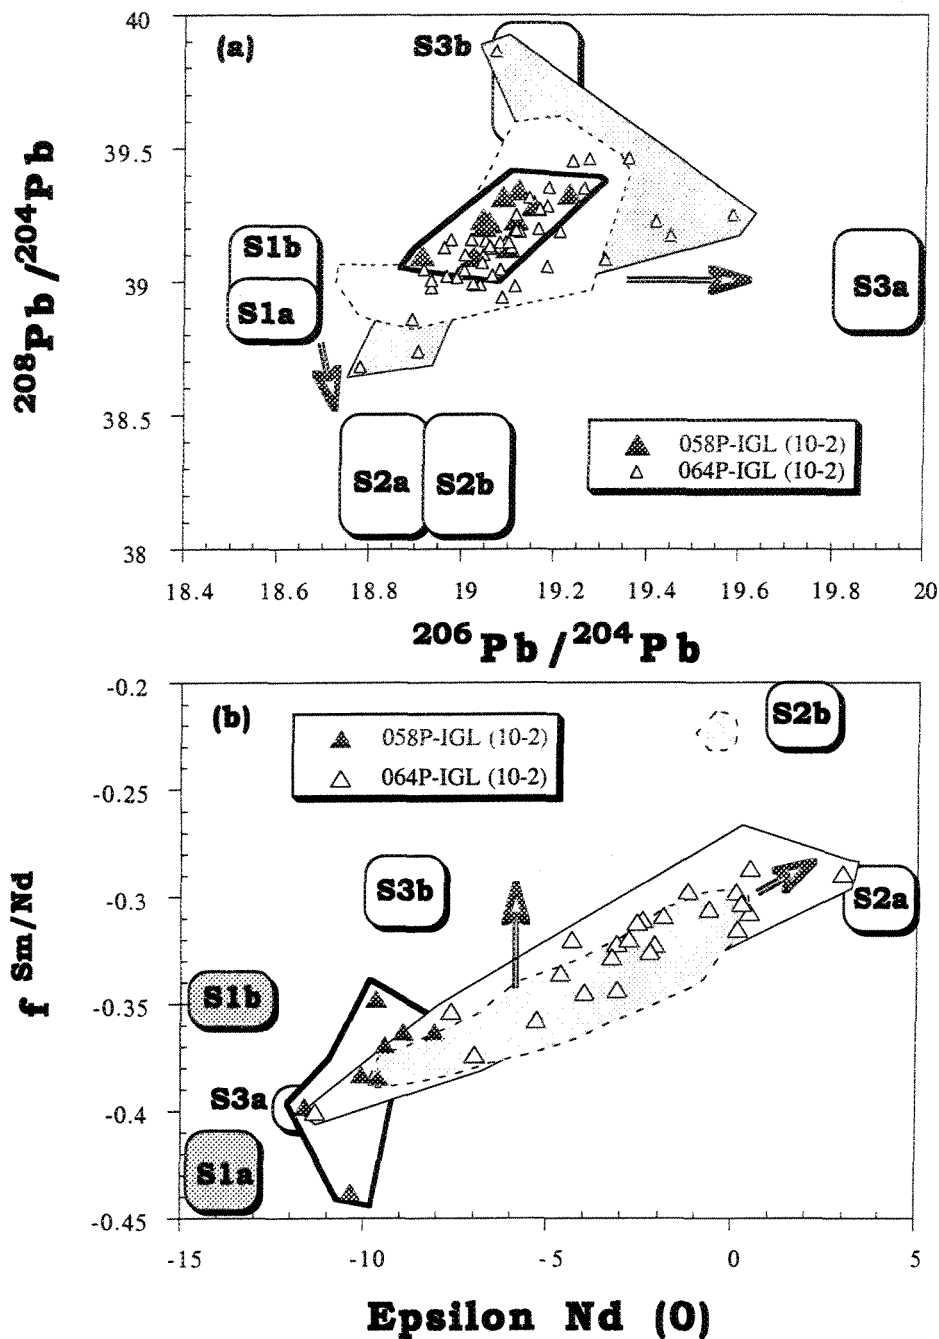 40
(a)
S3b
39.5
S1b
39
S1a
S3a
38.5
058P-IGL (10-2)
064P-IGL (10-2)
S2a
S2b
38
18.4
18.6
18.8
19
19.2
19.4
19.6
19.8
20
208Pb/204Pb
206Pb/204Pb
-0.2
(b)
S2b
058P-IGL (10-2)
064P-IGL (10-2)
-0.25
S3b
-0.3
S2a
S1b
-0.35
S3a
-0.4
S1a
-0.45
-15
-10
-5
0
5
f Sm/Nd
Epsilon Nd (0)